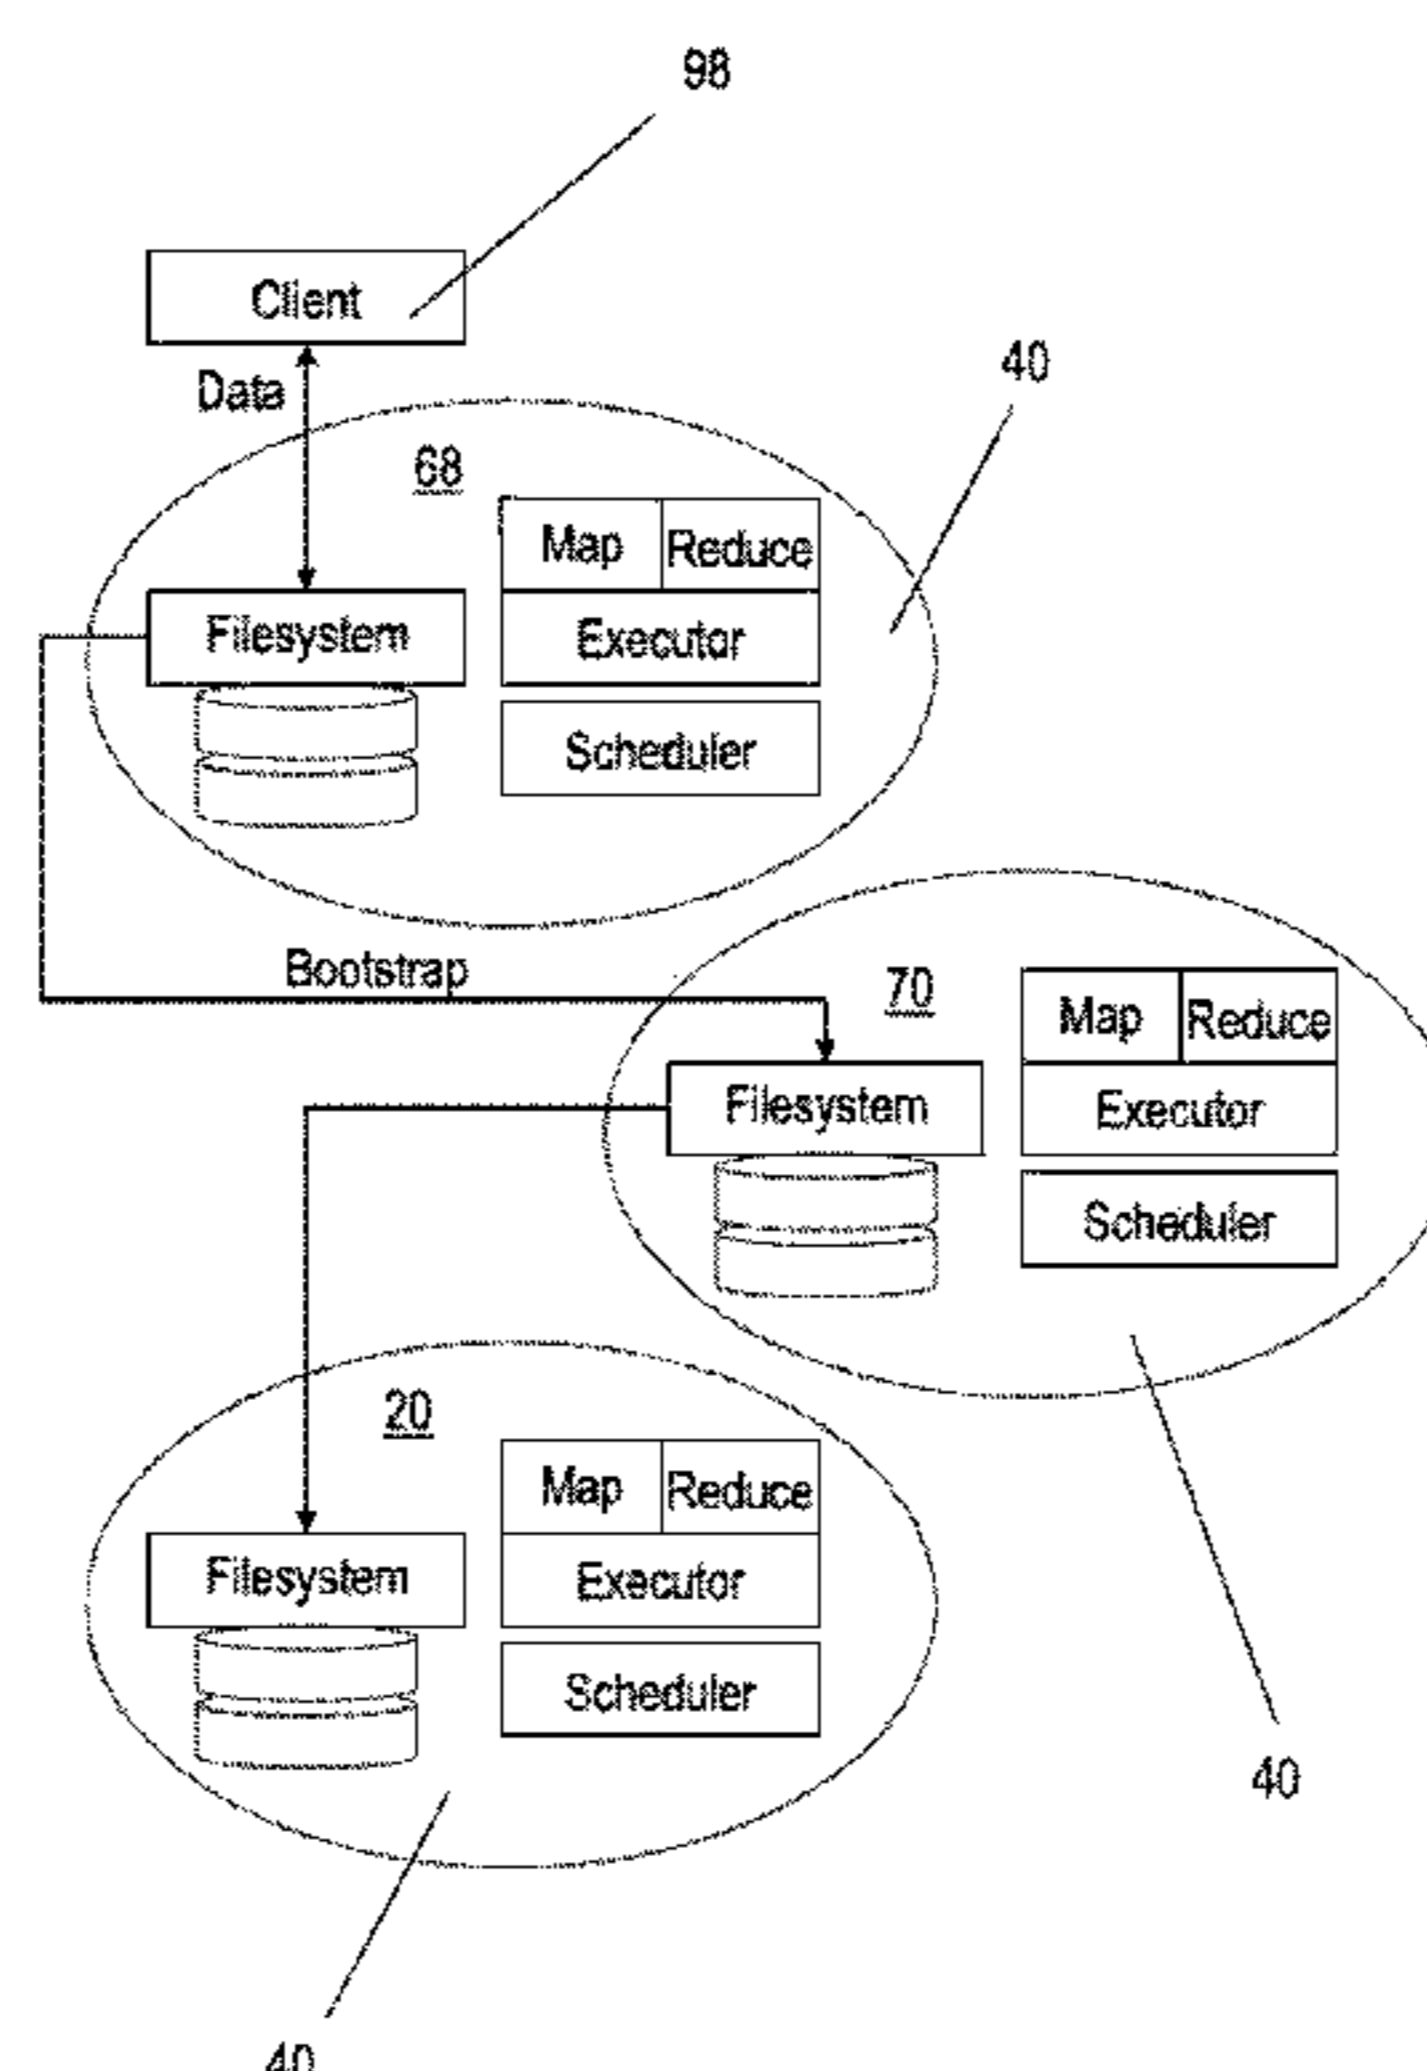 98
Client
Data
40
68
Map Reduce
Filesystem
Executor
Scheduler
Bootstrap
70
Map Reduce
Filesystem
Executor
Scheduler
20
Map Reduce
Filesystem
Executor
Scheduler
40
40